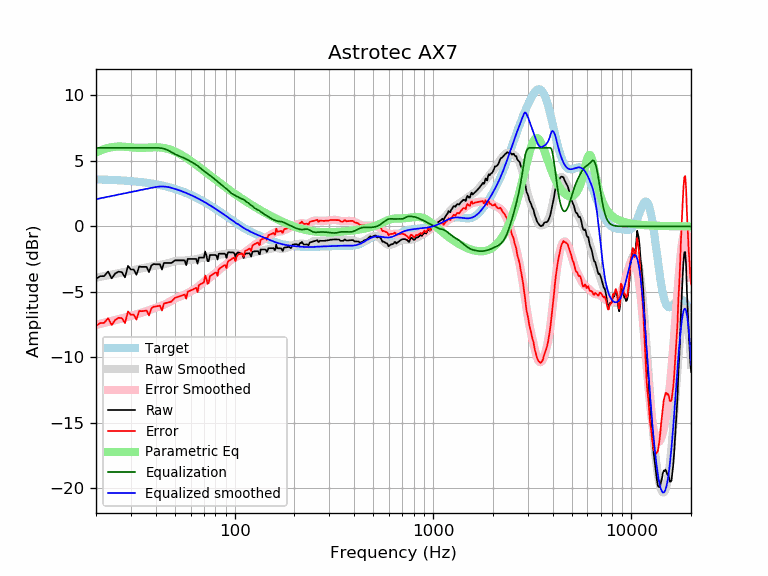 Astrotec AX7
Amplitude (dBr)
10
5
0
−5
−10
−15
−20
Target
Raw Smoothed
Error Smoothed
Raw
Error
Parametric Eq
Equalization
Equalized smoothed
100
1000
10000
Frequency (Hz)